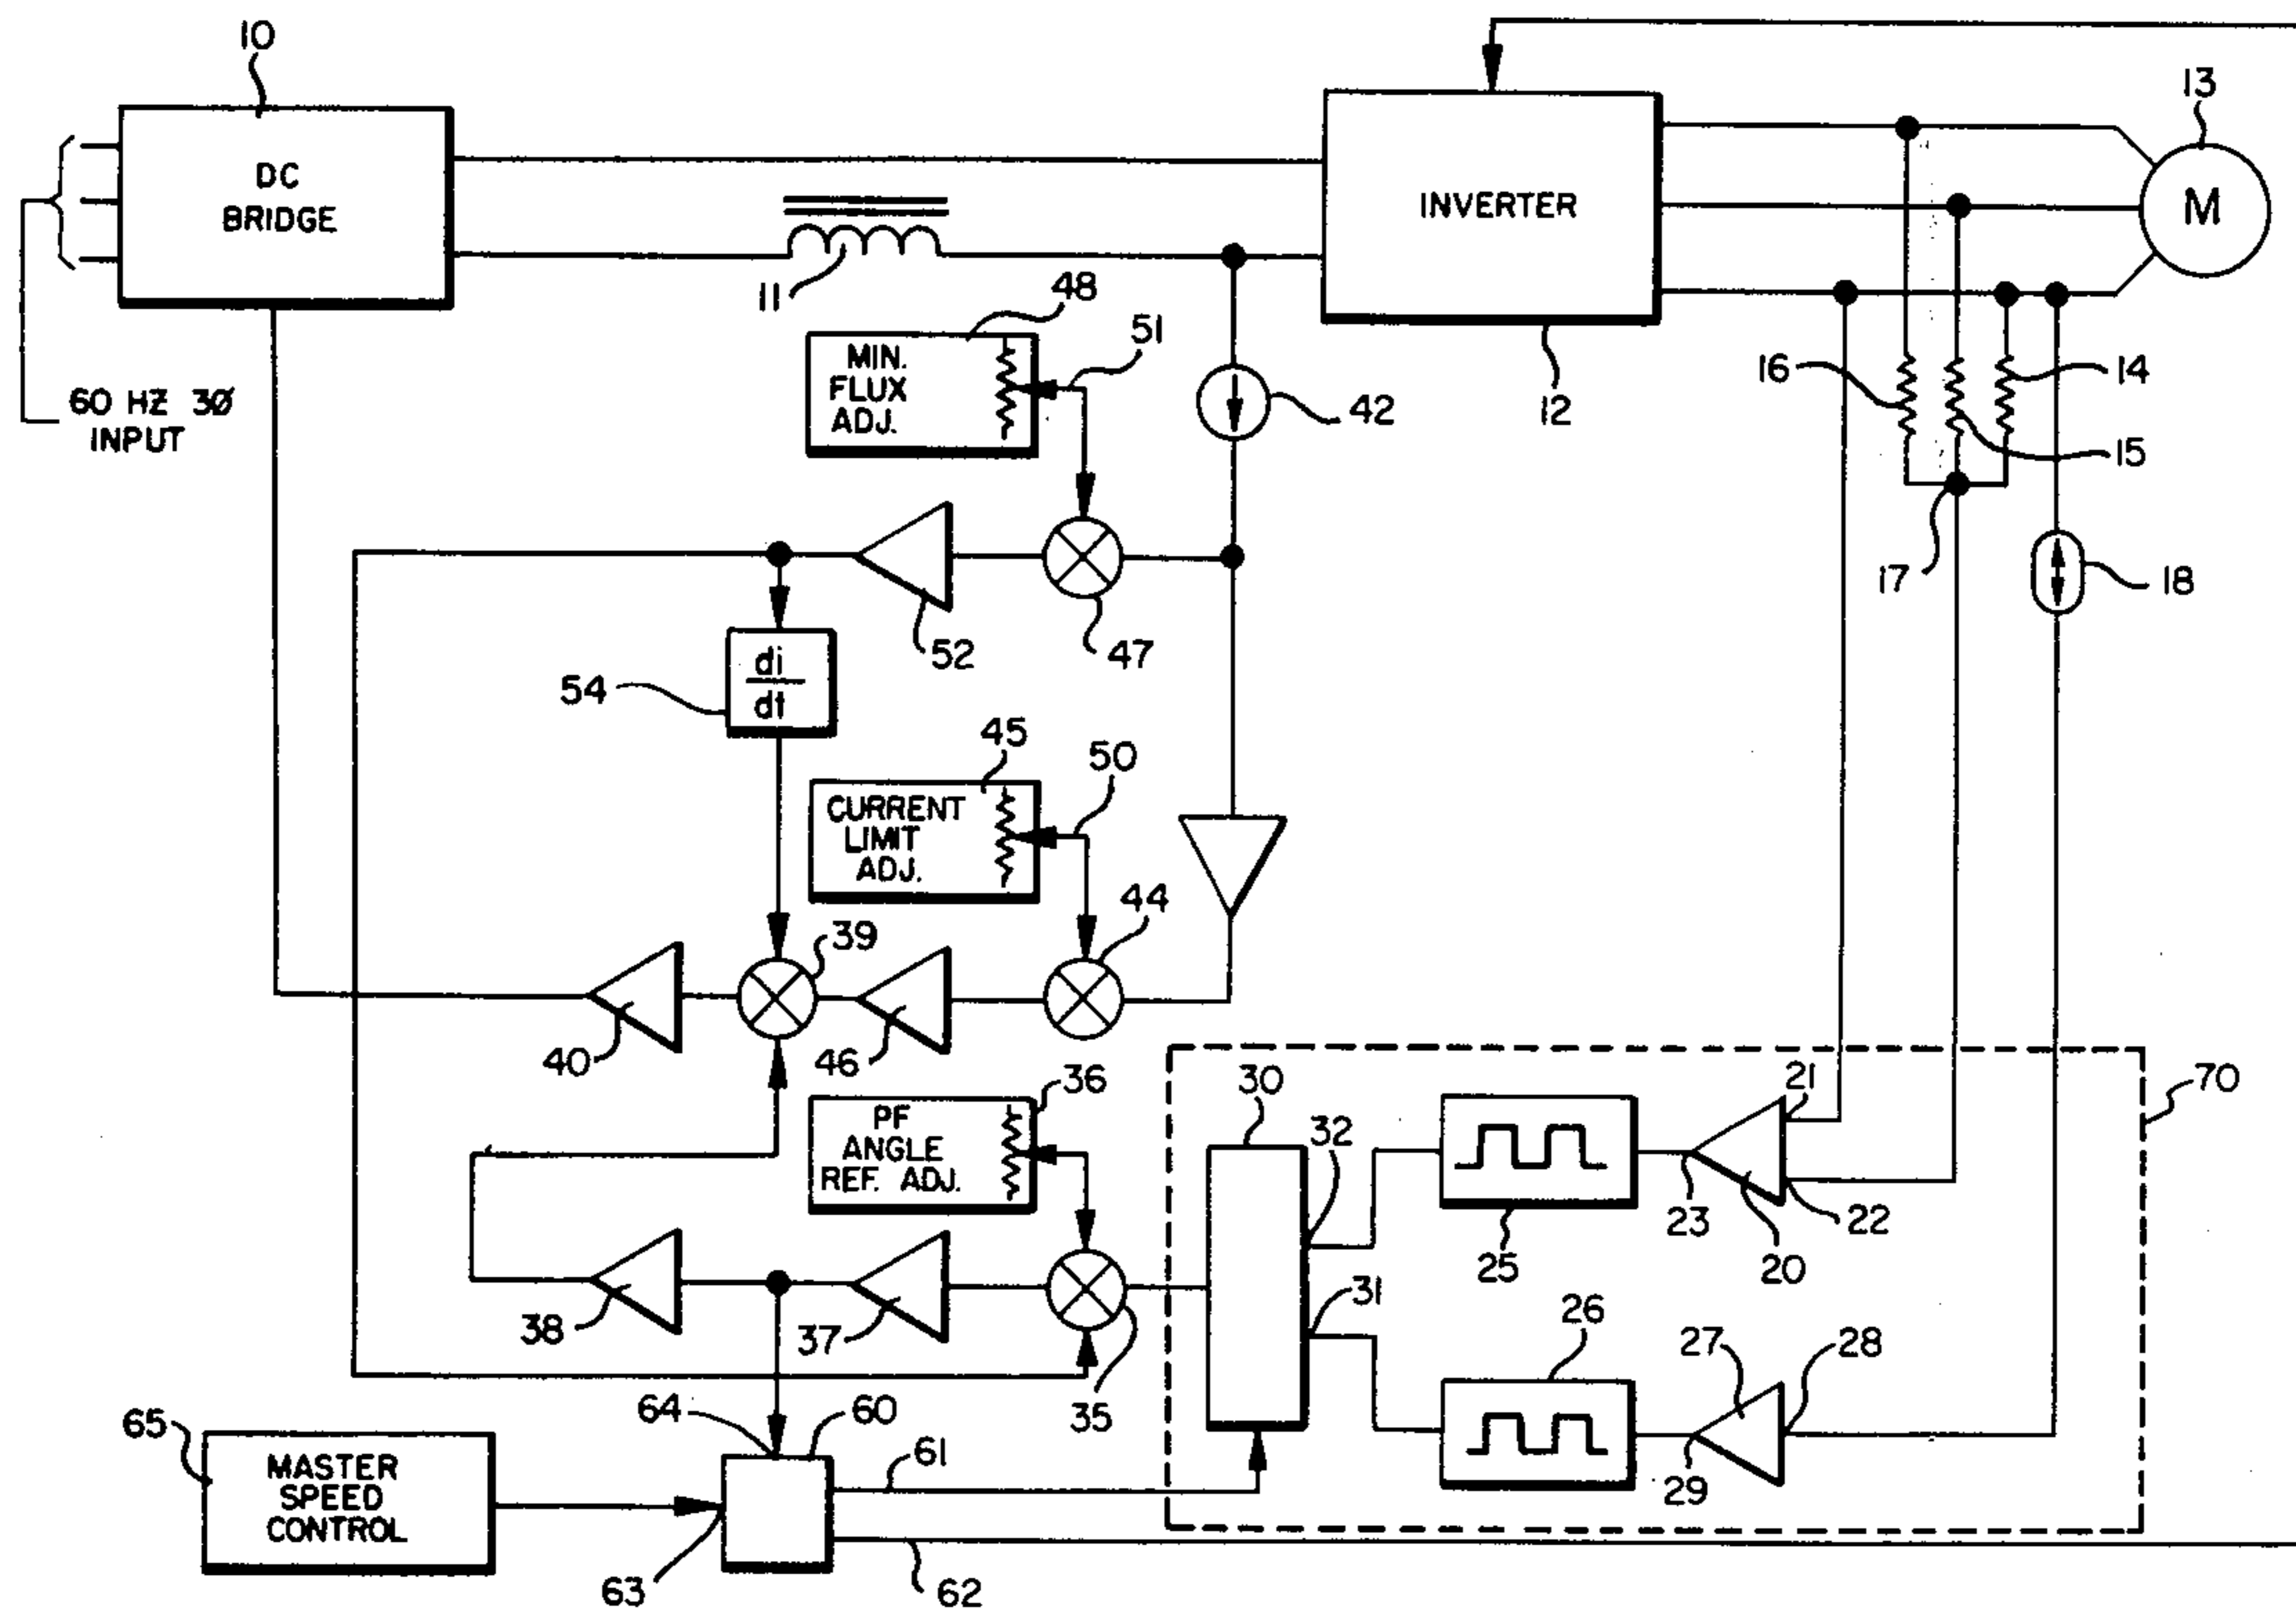 10
DC
BRIDGE
60 HZ 3Ø
INPUT
11
INVERTER
12
13
M
48
MIN.
FLUX
ADJ.
51
42
16
14
15
17
18
52
47
di
dt
54
45
CURRENT
LIMIT
ADJ.
50
44
39
40
46
36
PF
ANGLE
REF. ADJ.
30
32
31
21
22
23
20
25
70
26
27
28
29
38
37
35
64
60
61
65
MASTER
SPEED
CONTROL
63
62